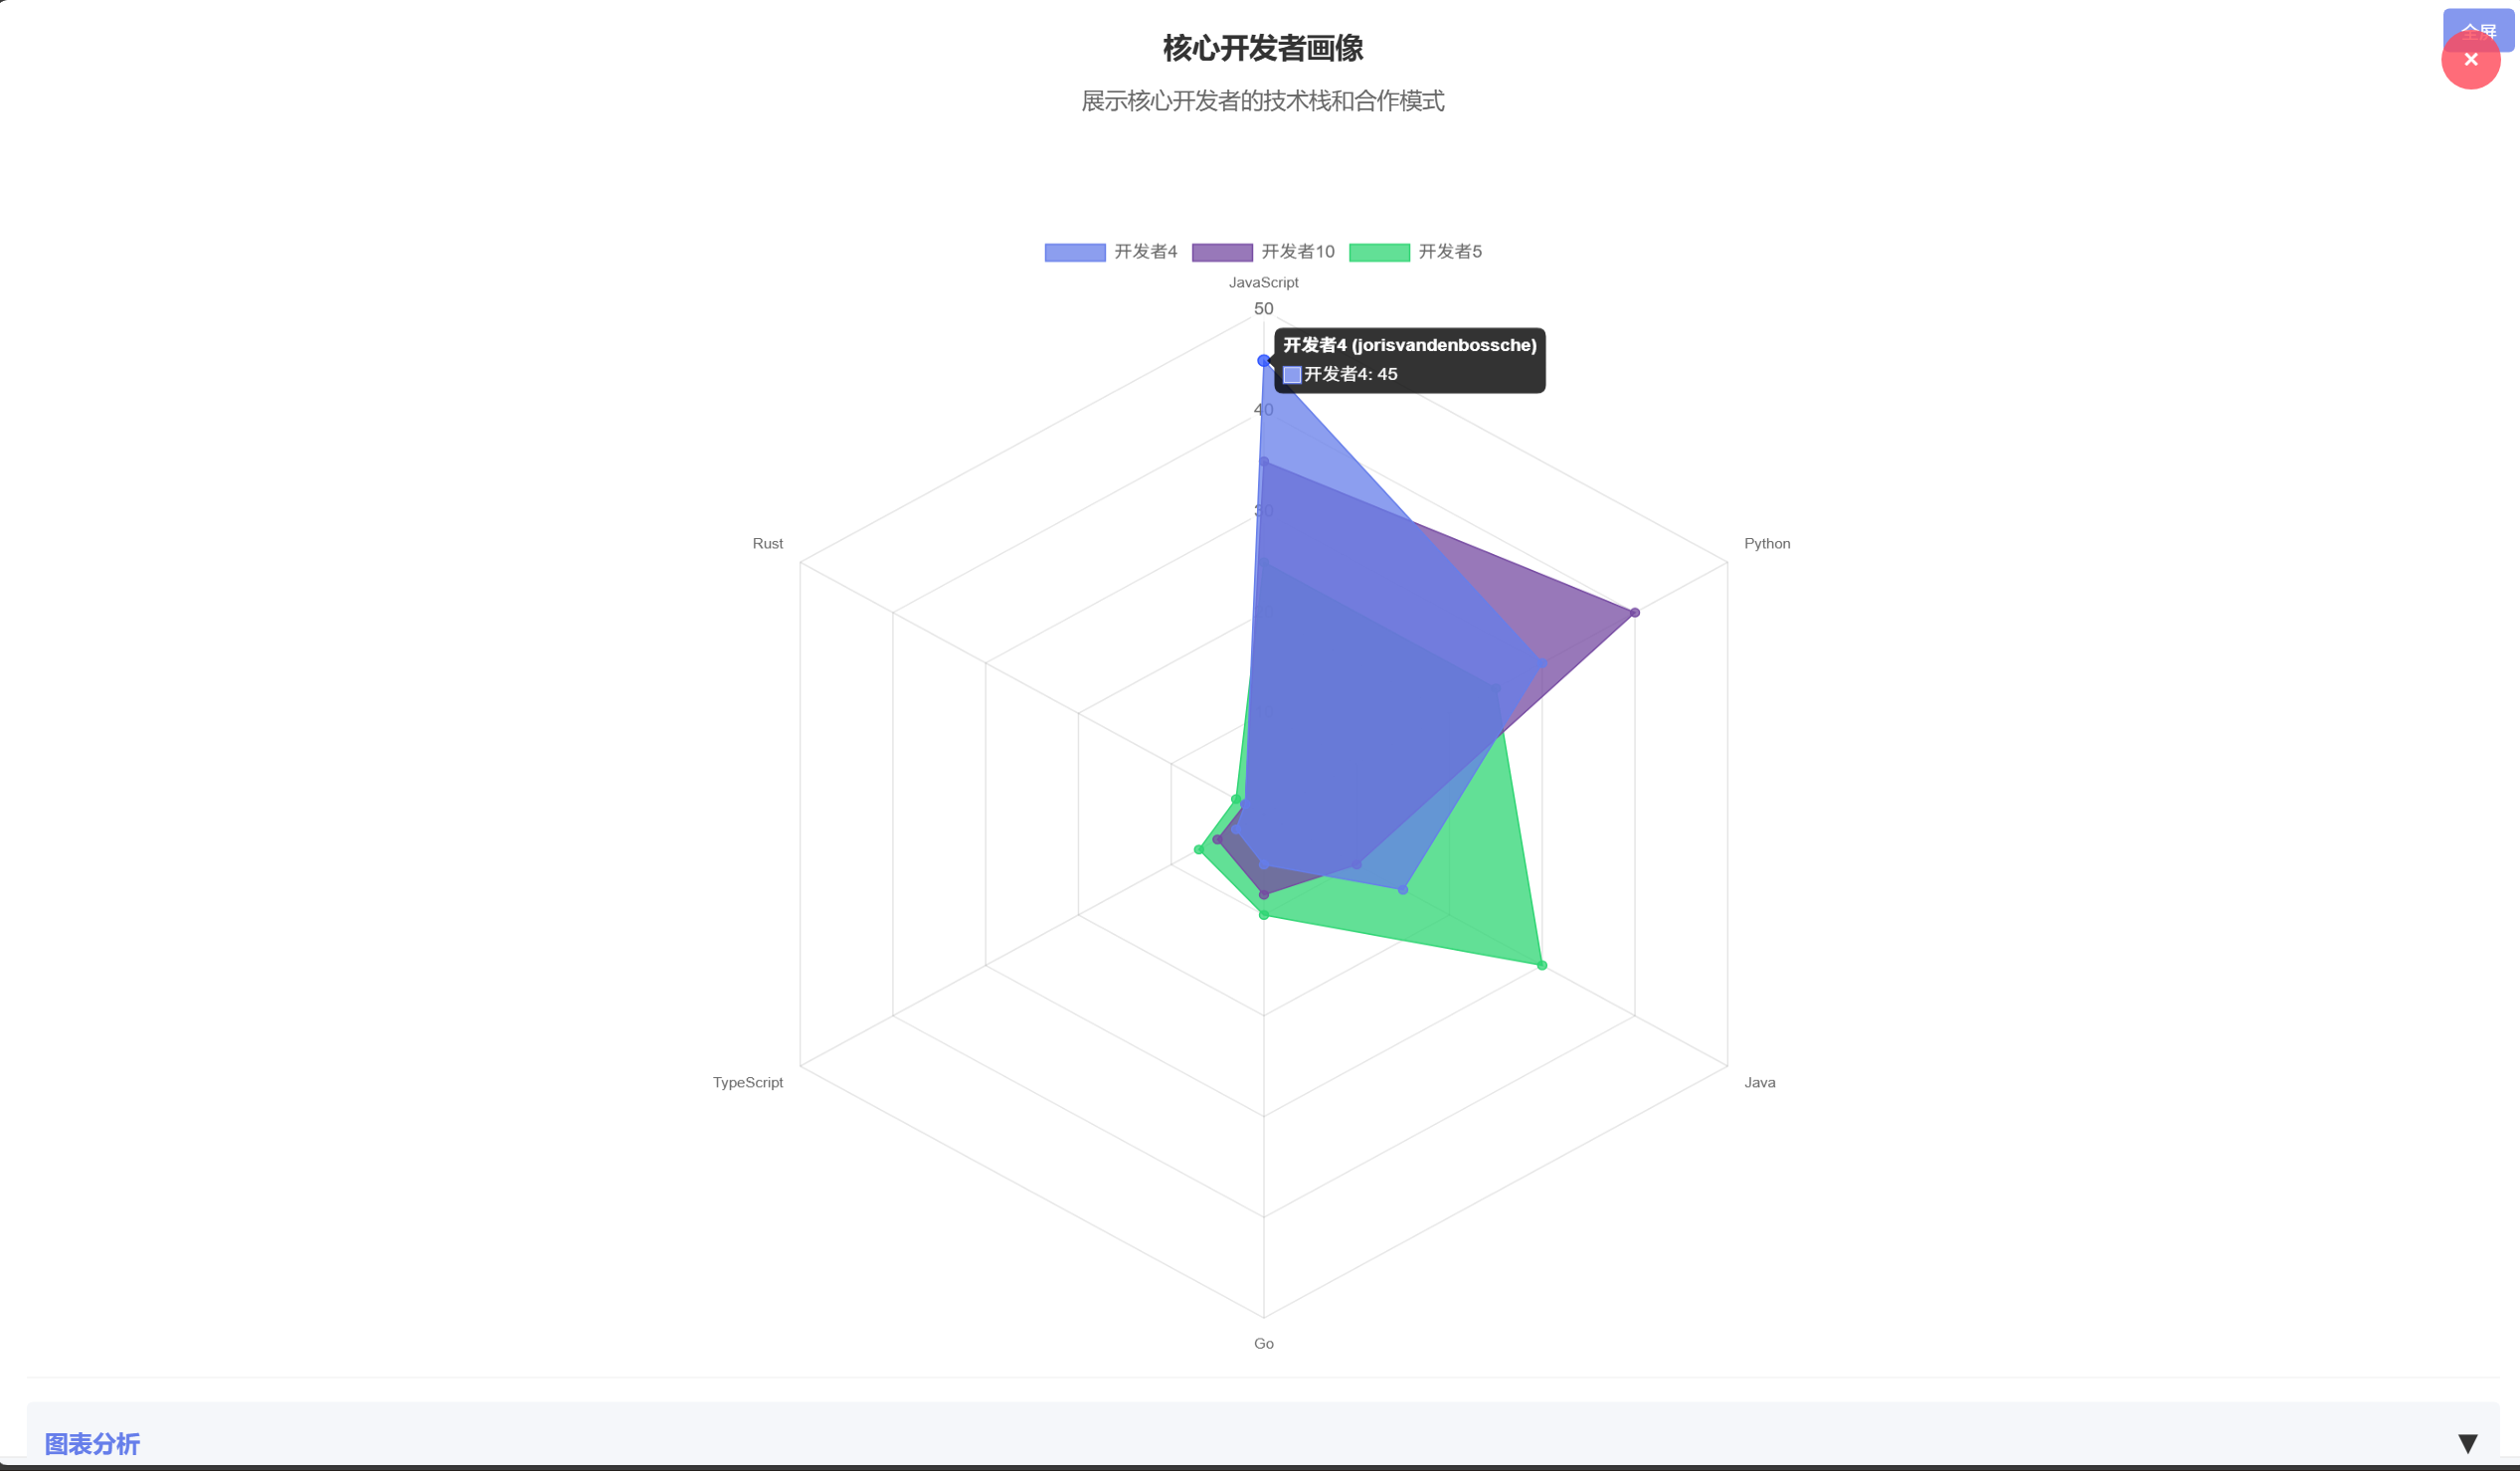 核心开发者画像
全屏
×
展示核心开发者的技术栈和合作模式
开发者4 开发者10 开发者5
JavaScript
50
开发者4 (jorisvandenbossche)
开发者4: 45
40
30
Rust
Python
TypeScript
Java
Go
图表分析
▼